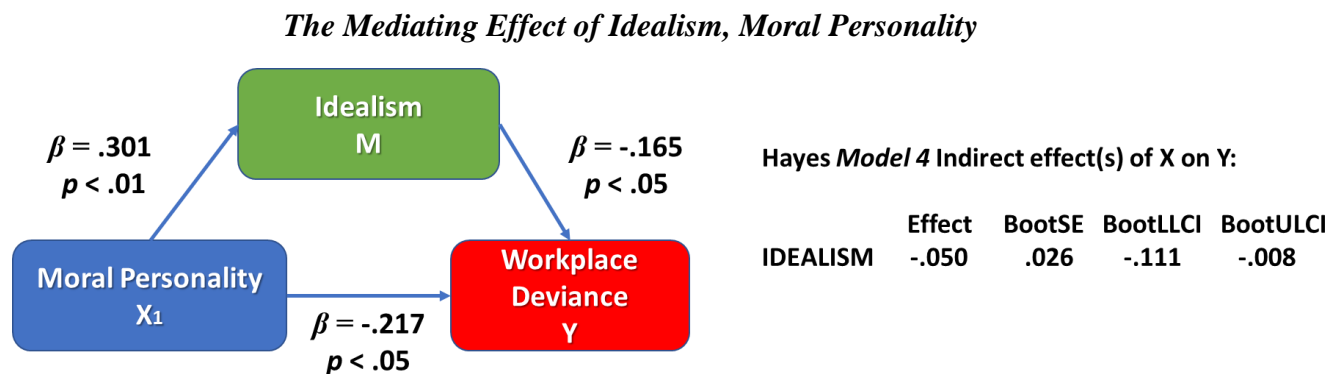 The Mediating Effect of Idealism, Moral Personality
Idealism
M
β = .301
p < .01
β = -.165
p < .05
Moral Personality
X1
Workplace
Deviance
Y
β = -.217
p < .05
Hayes Model 4 Indirect effect(s) of X on Y:
Effect BootSE BootLLCI BootULCI
IDEALISM -.050 .026 -.111 -.008